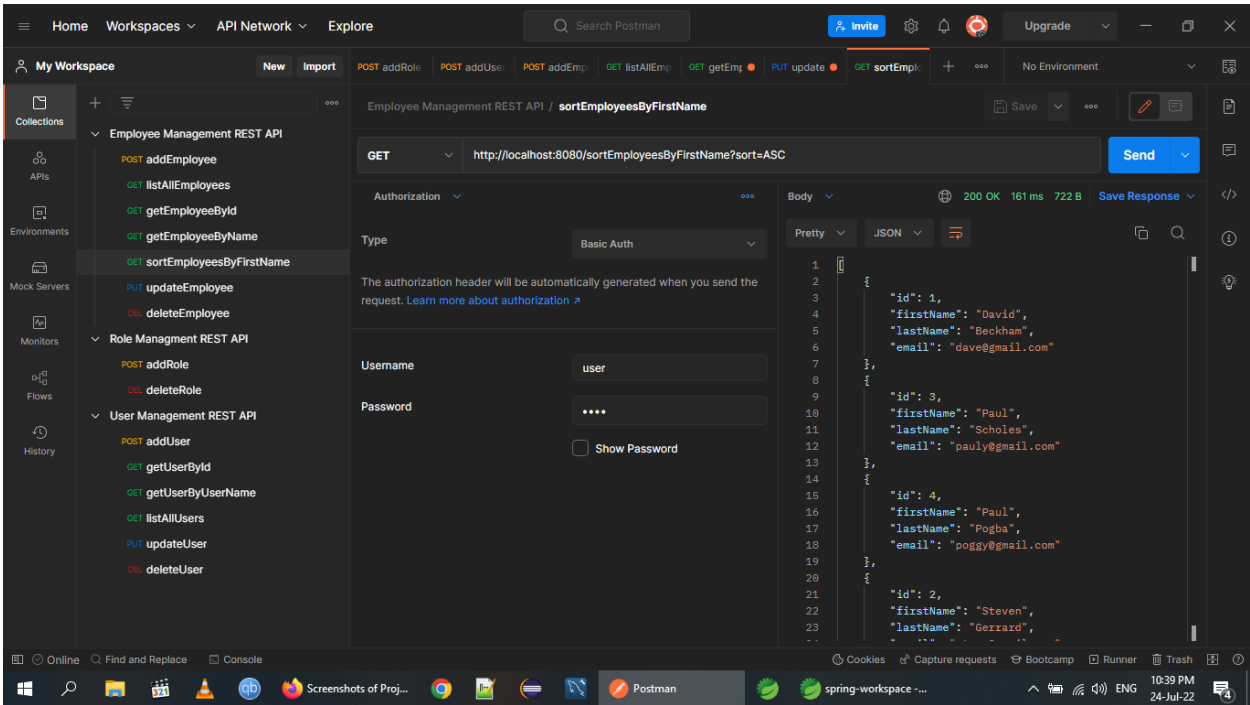 Home Workspaces API Network Explore Search Postman Invite Upgrade
My Workspace New Import POST addRole POST addUser POST addEmpl GET listAllEmp GET getEmp PUT update GET sortEmplo No Environment
Collections
APIs
Environments
Mock Servers
Monitors
Flows
History
Employee Management REST API
POST addEmployee
GET listAllEmployees
GET getEmployeeById
GET getEmployeeByName
GET sortEmployeesByFirstName
PUT updateEmployee
DEL deleteEmployee
Role Managment REST API
POST addRole
DEL deleteRole
User Management REST API
POST addUser
GET getUserById
GET getUserByUserName
GET listAllUsers
PUT updateUser
DEL deleteUser
Employee Management REST API / sortEmployeesByFirstName Save
GET http://localhost:8080/sortEmployeesByFirstName?sort=ASC Send
Authorization
Type Basic Auth
The authorization header will be automatically generated when you send the
request. Learn more about authorization ↗
Username user
Password ••••
Show Password
Body 200 OK 161 ms 722 B Save Response
Pretty JSON
1 [
2 {
3 "id": 1,
4 "firstName": "David",
5 "lastName": "Beckham",
6 "email": "dave@gmail.com"
7 },
8 {
9 "id": 3,
10 "firstName": "Paul",
11 "lastName": "Scholes",
12 "email": "pauly@gmail.com"
13 },
14 {
15 "id": 4,
16 "firstName": "Paul",
17 "lastName": "Pogba",
18 "email": "poggy@gmail.com"
19 },
20 {
21 "id": 2,
22 "firstName": "Steven",
23 "lastName": "Gerrard",
Online Find and Replace Console Cookies Capture requests Bootcamp Runner Trash
321 qb Screenshots of Proj... Postman spring-workspace -... ENG 10:39 PM
24-Jul-22 4